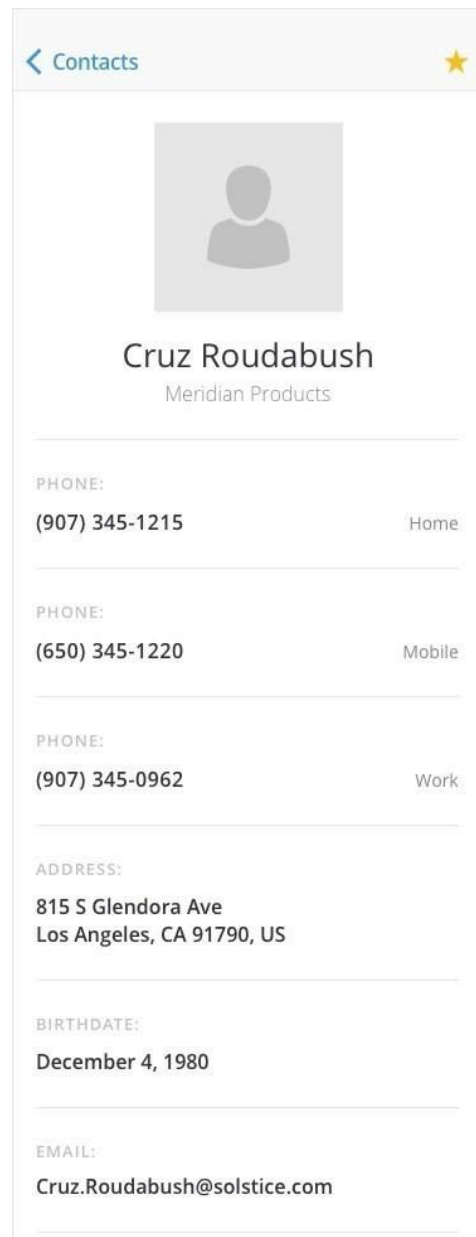 Contacts
Cruz Roudabush
Meridian Products
PHONE:
(907) 345-1215 Home
PHONE:
(650) 345-1220 Mobile
PHONE:
(907) 345-0962 Work
ADDRESS:
815 S Glendora Ave
Los Angeles, CA 91790, US
BIRTHDATE:
December 4, 1980
EMAIL:
Cruz.Roudabush@solstice.com